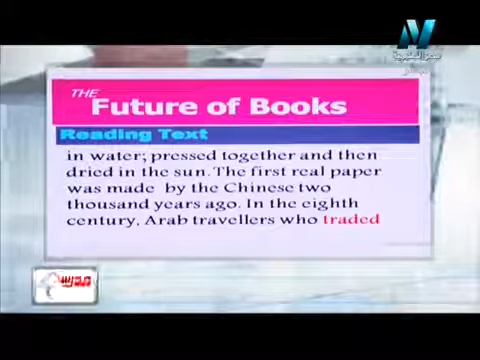 THE
Future of Books
Reading Text
in water; pressed together and then
dried in the sun. The first real paper
was made by the Chinese two
thousand years ago. In the eighth
century, Arab travellers who traded